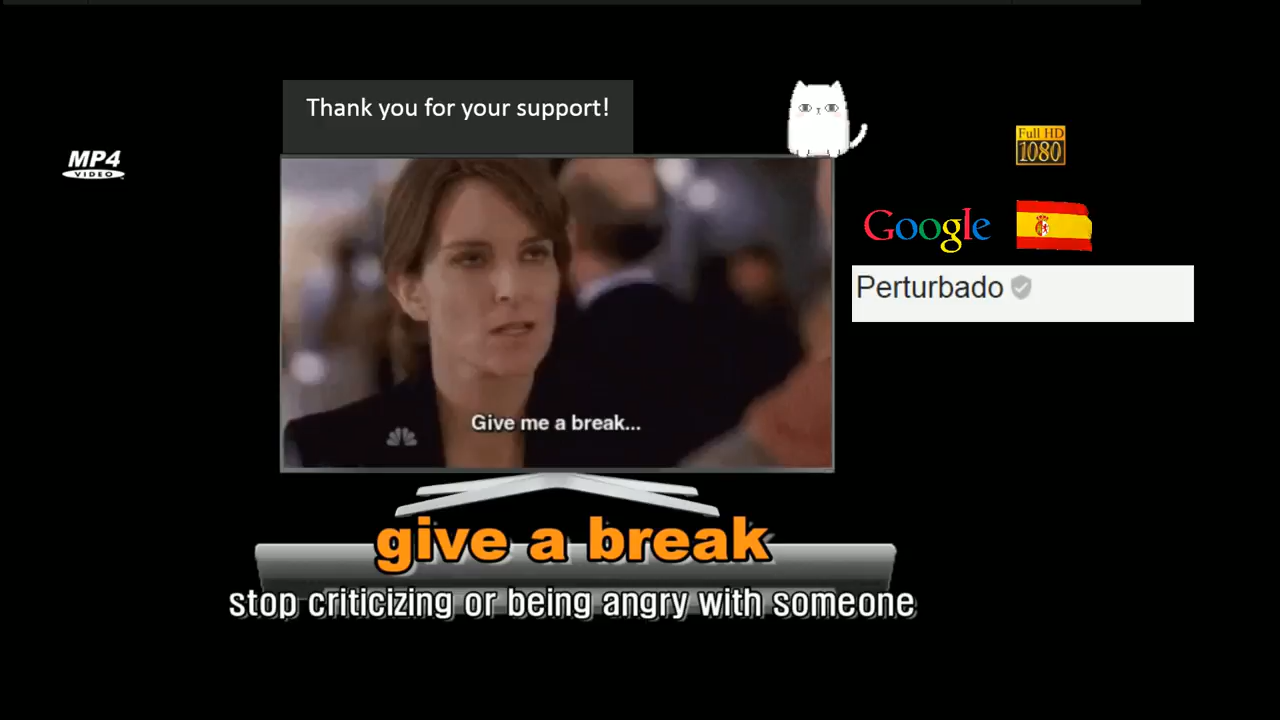 Thank you for your support!
MP4
VIDEO
Full HD
1080
Google
Perturbado
Give me a break...
give a break
stop criticizing or being angry with someone